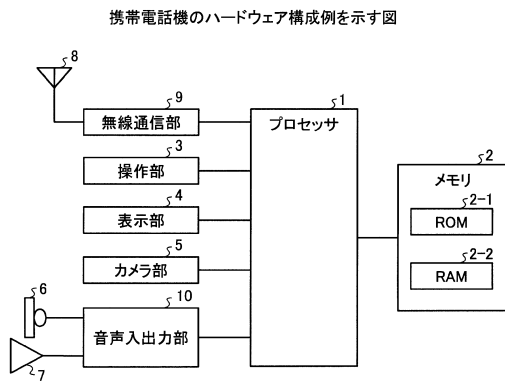 携帯電話機のハードウェア構成例を示す図
8
9
無線通信部
1
プロセッサ
3
操作部
2
メモリ
2-1
ROM
4
表示部
2-2
RAM
5
カメラ部
6
10
音声入出力部
7